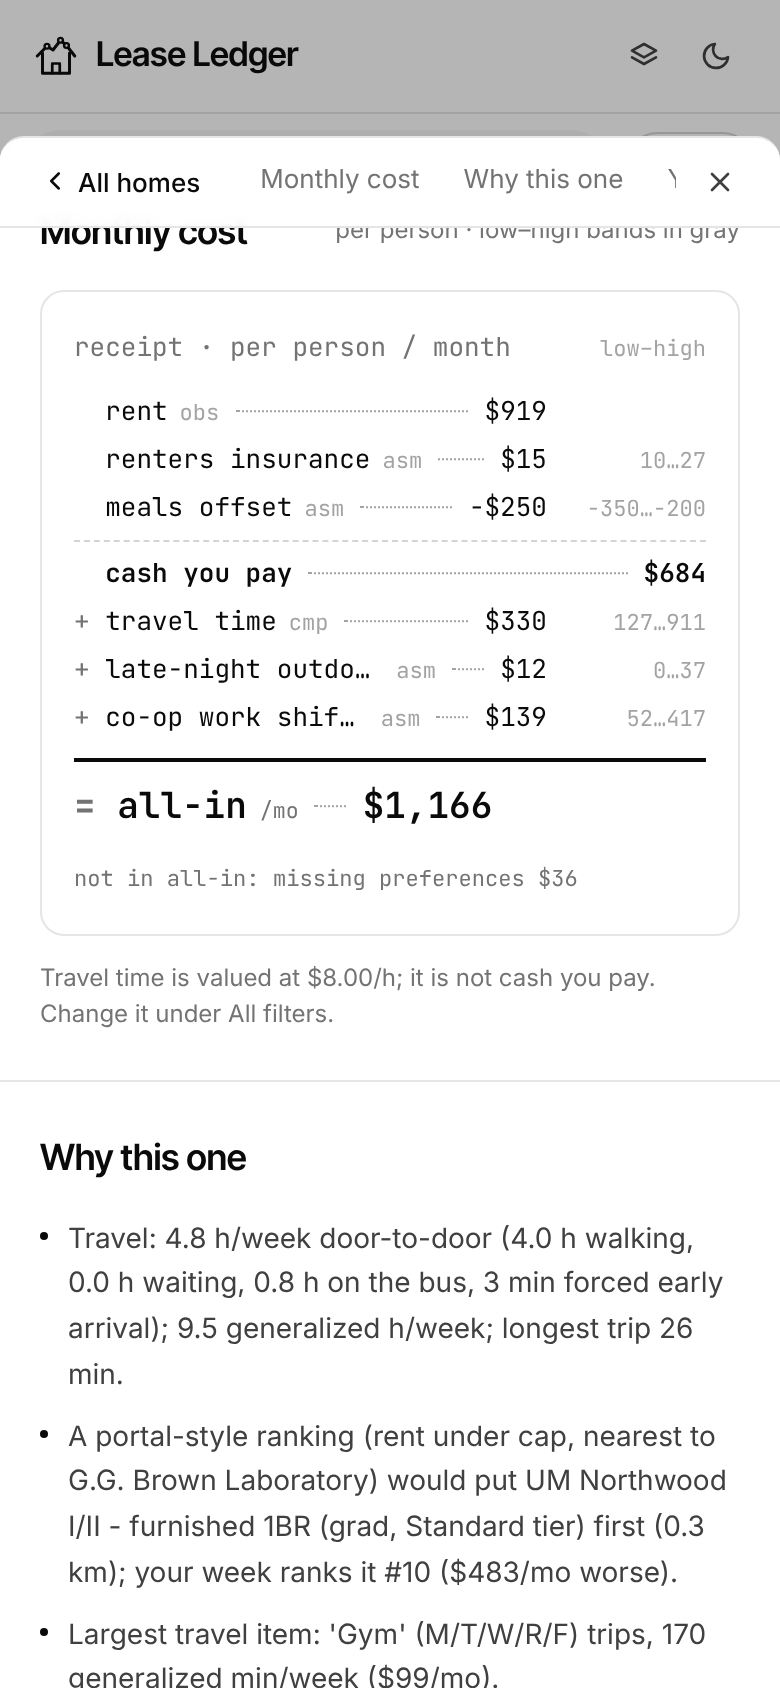 Lease Ledger
All homes
Monthly cost
Why this one
Monthly cost
per person · low–high bands in gray
receipt · per person / month low–high
rent obs $919
renters insurance asm $15 10…27
meals offset asm -$250 -350…-200
cash you pay $684
+ travel time cmp $330 127…911
+ late-night outdo… asm $12 0…37
+ co-op work shif… asm $139 52…417
= all-in /mo $1,166
not in all-in: missing preferences $36
Travel time is valued at $8.00/h; it is not cash you pay.
Change it under All filters.
Why this one
• Travel: 4.8 h/week door-to-door (4.0 h walking,
0.0 h waiting, 0.8 h on the bus, 3 min forced early
arrival); 9.5 generalized h/week; longest trip 26
min.
• A portal-style ranking (rent under cap, nearest to
G.G. Brown Laboratory) would put UM Northwood
I/II - furnished 1BR (grad, Standard tier) first (0.3
km); your week ranks it #10 ($483/mo worse).
• Largest travel item: 'Gym' (M/T/W/R/F) trips, 170
generalized min/week ($99/mo).